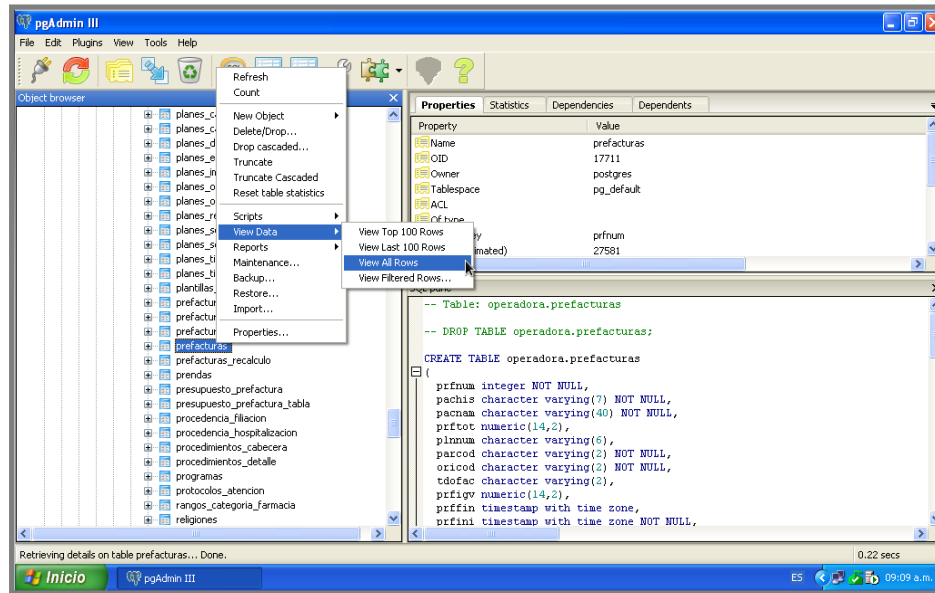 pgAdmin III
File Edit Plugins View Tools Help
Object browser
planes_c
planes_c
planes_d
planes_e
planes_in
planes_o
planes_o
planes_re
planes_s
planes_s
planes_ti
planes_ti
plantillas_
prefactur
prefactur
prefactur
prefacturas
prefacturas_recalculo
prendas
presupuesto_prefactura
presupuesto_prefactura_tabla
procedencia_filiacion
procedencia_hospitalizacion
procedimientos_cabecera
procedimientos_detalle
programas
protocolos_atencion
rangos_categoria_farmacia
religiones
Refresh
Count
New Object
Delete/Drop...
Drop cascaded...
Truncate
Truncate Cascaded
Reset table statistics
Scripts
View Data
Reports
Maintenance...
Backup...
Restore...
Import...
Properties...
View Top 100 Rows
View Last 100 Rows
View All Rows
View Filtered Rows...
Properties Statistics Dependencies Dependents
Property Value
Name prefacturas
OID 17711
Owner postgres
Tablespace pg_default
ACL
Of type
ey prfnum
imated) 27581
-- Table: operadora.prefacturas
-- DROP TABLE operadora.prefacturas;
CREATE TABLE operadora.prefacturas
(
prfnum integer NOT NULL,
pachis character varying(7) NOT NULL,
pacnam character varying(40) NOT NULL,
prftot numeric(14,2),
plnnum character varying(6),
parcod character varying(2) NOT NULL,
oricod character varying(2) NOT NULL,
tdofac character varying(2),
prfigv numeric(14,2),
prffin timestamp with time zone,
prfini timestamp with time zone NOT NULL,
Retrieving details on table prefacturas... Done. 0.22 secs
Inicio pgAdmin III ES 09:09 a.m.